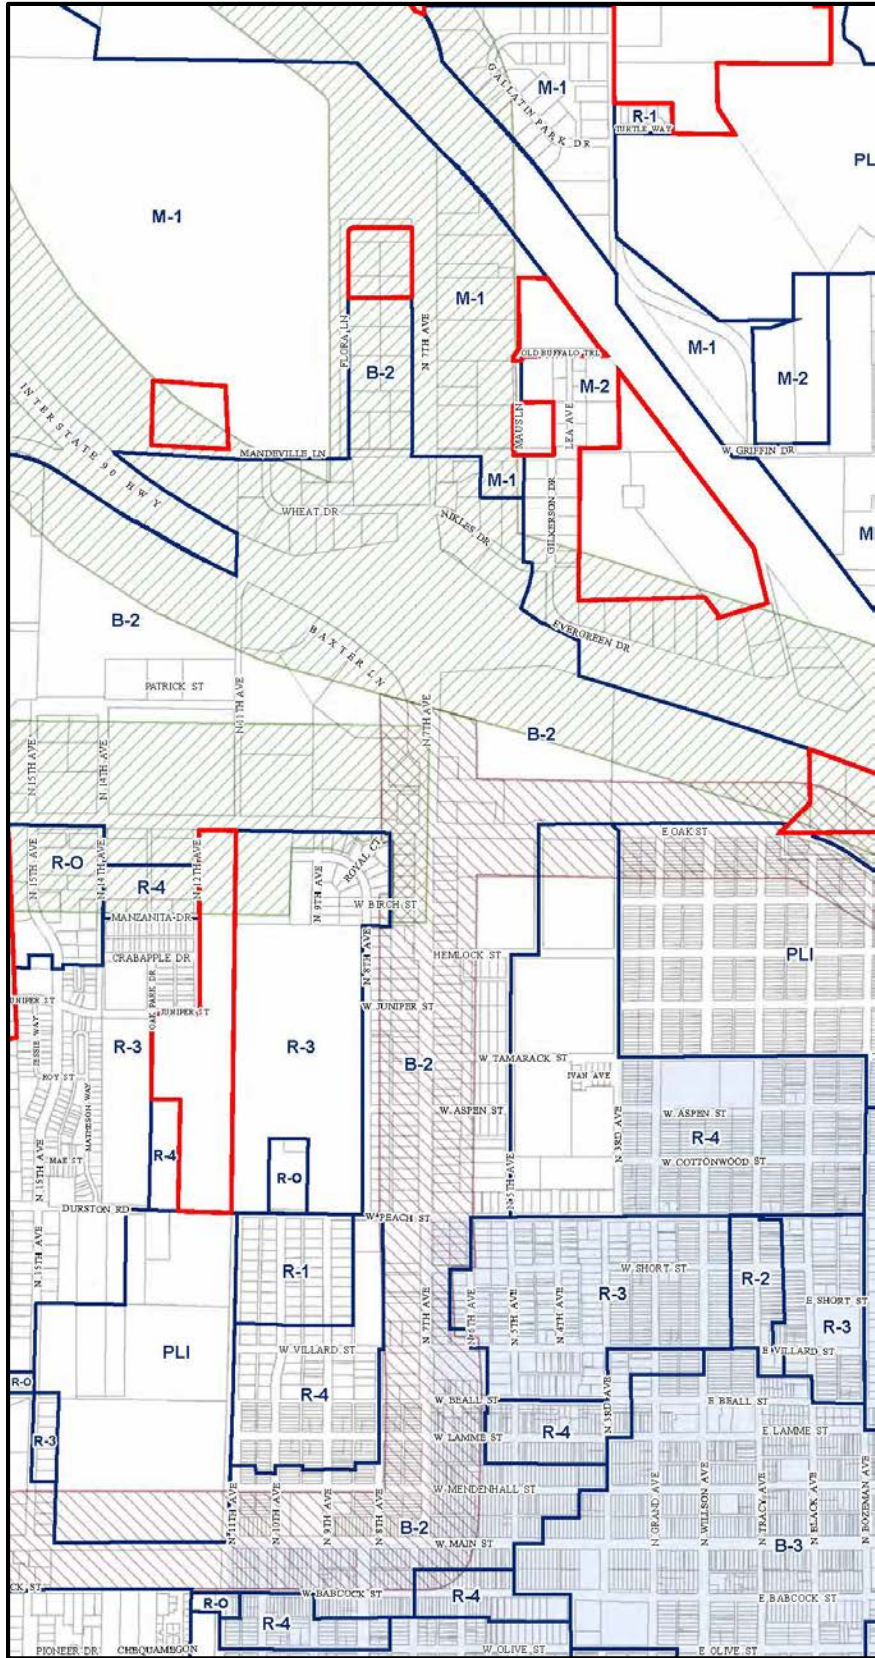 GALLATIN PARK DR
M-1
R-1
TURTLE WAY
PL
M-1
M-1
FLORA LN
N 7TH AVE
B-2
OLD BUFFALO TRL
M-1
M-2
M-2
MAUS LN
LEA AVE
INTERSTATE 90 HWY
MANDEVILLE LN
W GRIFFIN DR
M-1
WHEAT DR
NIKLES DR
GILKERSON DR
M
B-2
BAXTER LN
EVERGREEN DR
PATRICK ST
N 11TH AVE
N 7TH AVE
B-2
N 15TH AVE
N 14TH AVE
E OAK ST
R-O
N 15TH AVE
N 14TH AVE
R-4
N 12TH AVE
ROYAL CT
N 9TH AVE
W BIRCH ST
MANZANITA DR
CRABAPPLE DR
N 8TH AVE
HEMLOCK ST
PLI
UNIPER ST
OAK PARK DR
JUNIPER ST
W JUNIPER ST
JESSIE WAY
R-3
R-3
B-2
W TAMARACK ST
ROY ST
IVAN AVE
MATHESON WAY
W ASPEN ST
N 3RD AVE
W ASPEN ST
R-4
MAE ST
N 15TH AVE
R-4
R-O
W COTTONWOOD ST
N 5TH AVE
DURSTON RD
W PEACH ST
N 15TH AVE
R-1
W SHORT ST
R-3
R-2
E SHORT ST
R-3
N 7TH AVE
N 6TH AVE
N 5TH AVE
N 4TH AVE
PLI
W VILLARD ST
E VILLARD ST
R-O
R-4
W BEALL ST
N 3RD AVE
E BEALL ST
R-3
W LAMME ST
R-4
E LAMME ST
W MENDENHALL ST
N 11TH AVE
N 10TH AVE
N 9TH AVE
N 8TH AVE
B-2
W MAIN ST
N GRAND AVE
N WILLSON AVE
N TRACY AVE
N BLACK AVE
N BOZEMAN AVE
B-3
CK ST
W BABCOCK ST
R-4
E BABCOCK ST
R-O
R-4
PIONEER DR
CHEQUAMEGON
W OLIVE ST
E OLIVE ST